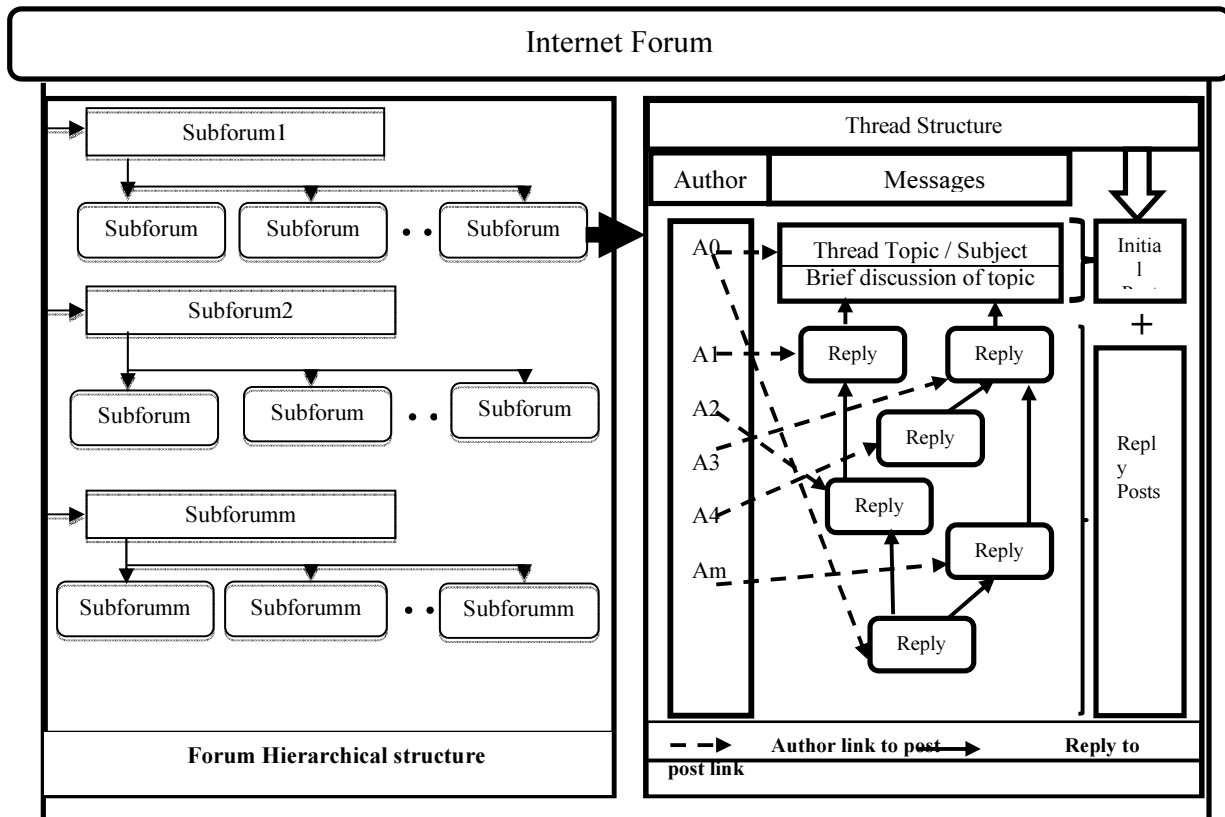 Internet Forum
Subforum1
Subforum
Subforum
• •
Subforum
Subforum2
Subforum
Subforum
• •
Subforum
Subforumm
Subforumm
Subforumm
• •
Subforumm
Forum Hierarchical structure
Thread Structure
Author
Messages
A0
A1
A2
A3
A4
Am
Thread Topic / Subject
Brief discussion of topic
Reply
Reply
Reply
Reply
Reply
Reply
Initia
l
+
Repl
y
Posts
Author link to post
Reply to
post link